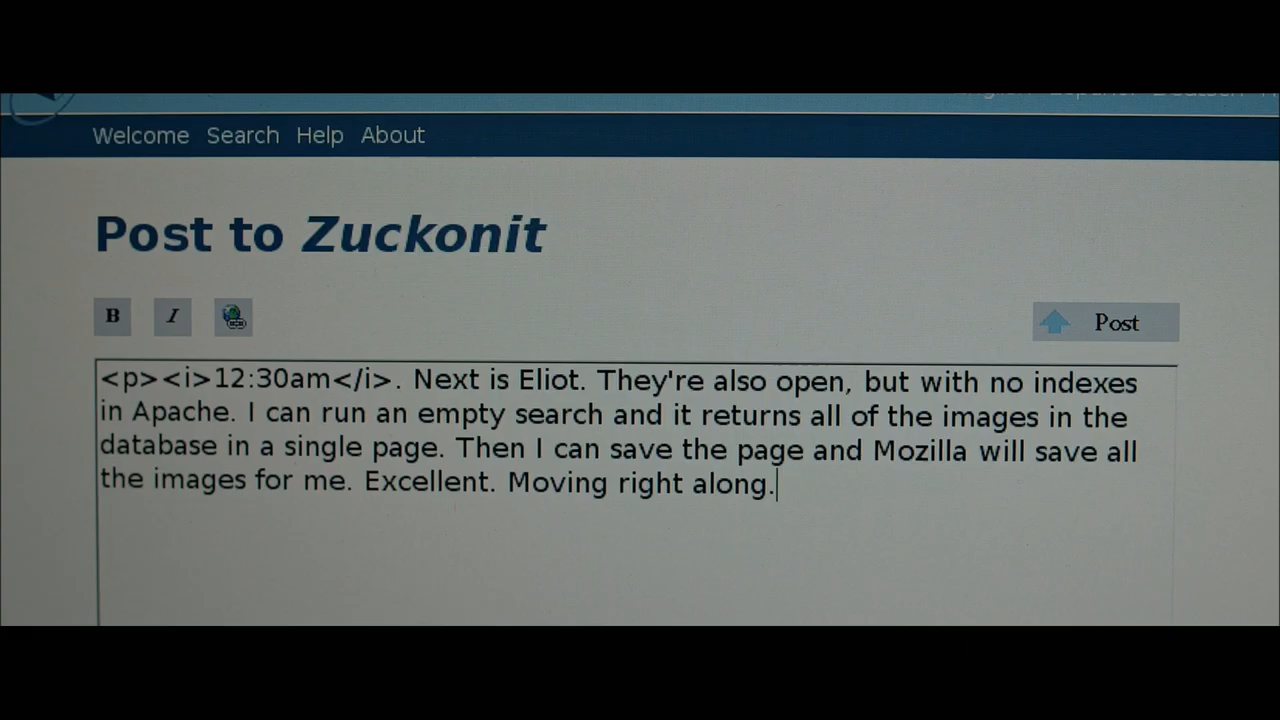 Welcome Search Help About
Post to Zuckonit
B I
Post
<p><i>12:30am</i>. Next is Eliot. They're also open, but with no indexes
in Apache. I can run an empty search and it returns all of the images in the
database in a single page. Then I can save the page and Mozilla will save all
the images for me. Excellent. Moving right along.